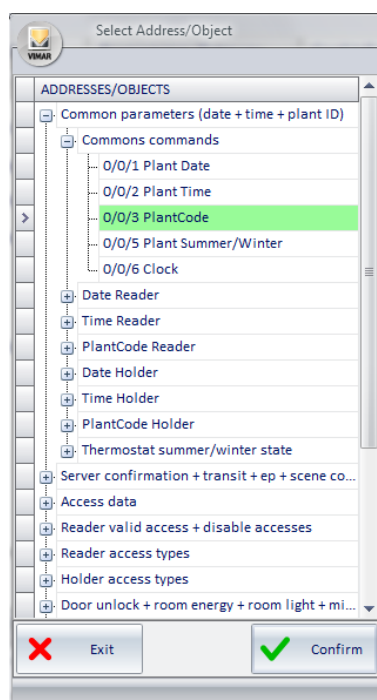 Select Address/Object
VIMAR
ADDRESSES/OBJECTS
Common parameters (date + time + plant ID)
Commons commands
0/0/1 Plant Date
0/0/2 Plant Time
0/0/3 PlantCode
0/0/5 Plant Summer/Winter
0/0/6 Clock
Date Reader
Time Reader
PlantCode Reader
Date Holder
Time Holder
PlantCode Holder
Thermostat summer/winter state
Server confirmation + transit + ep + scene co...
Access data
Reader valid access + disable accesses
Reader access types
Holder access types
Door unlock + room energy + room light + mi...
Exit Confirm